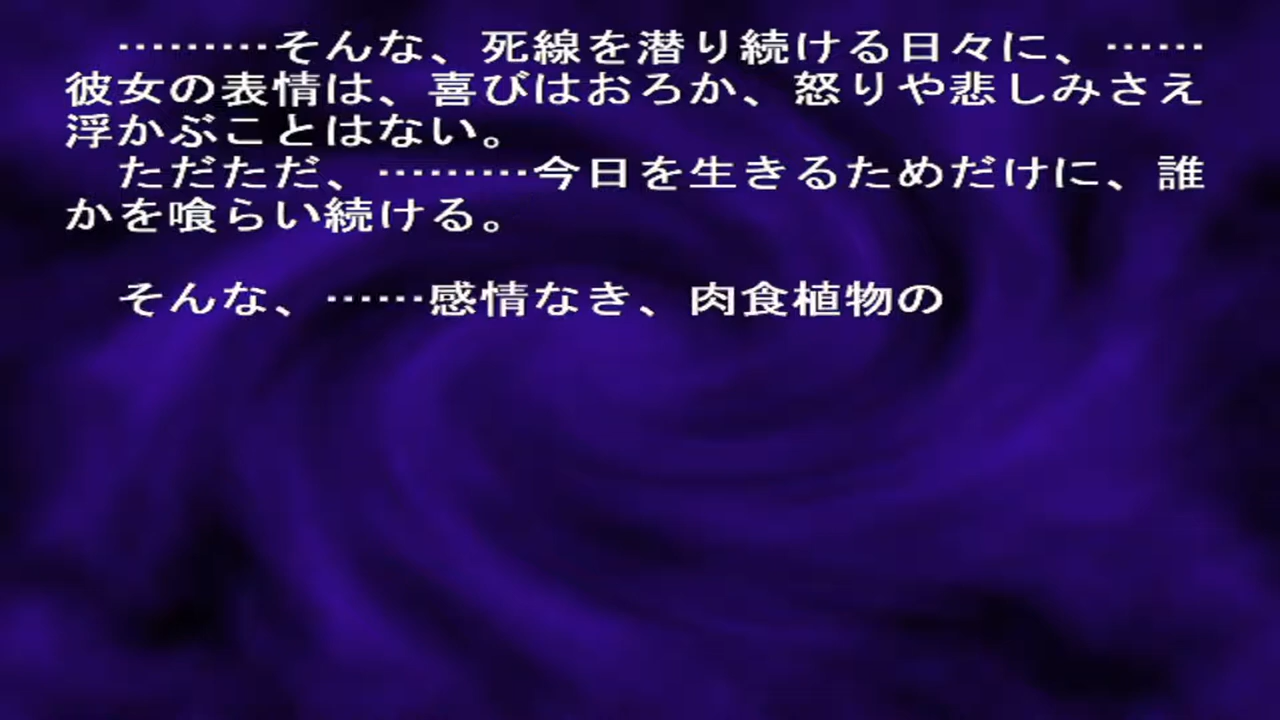 ………そんな、死線を潜り続ける日々に、……
彼女の表情は、喜びはおろか、怒りや悲しみさえ
浮かぶことはない。
　ただただ、………今日を生きるためだけに、誰
かを喰らい続ける。
　そんな、……感情なき、肉食植物の